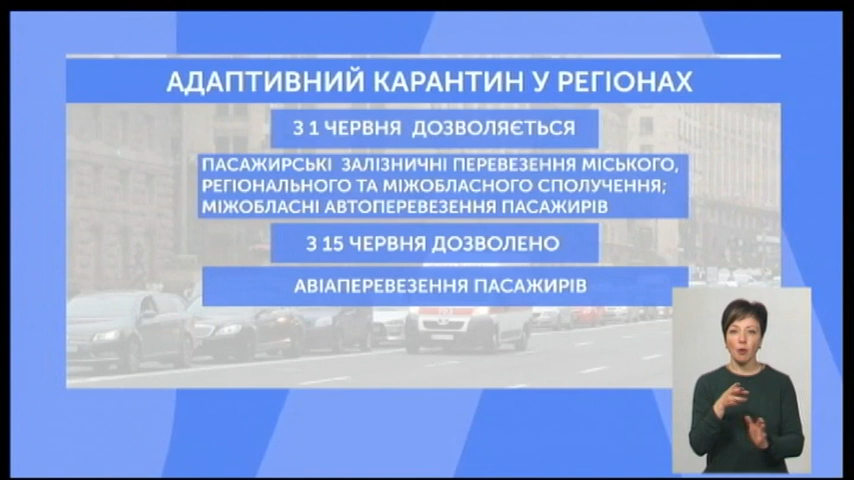 АДАПТИВНИЙ КАРАНТИН У РЕГІОНАХ
З 1 ЧЕРВНЯ ДОЗВОЛЯЄТЬСЯ
ПАСАЖИРСЬКІ ЗАЛІЗНИЧНІ ПЕРЕВЕЗЕННЯ МІСЬКОГО,
РЕГІОНАЛЬНОГО ТА МІЖОБЛАСНОГО СПОЛУЧЕННЯ;
МІЖОБЛАСНІ АВТОПЕРЕВЕЗЕННЯ ПАСАЖИРІВ
З 15 ЧЕРВНЯ ДОЗВОЛЕНО
АВІАПЕРЕВЕЗЕННЯ ПАСАЖИРІВ